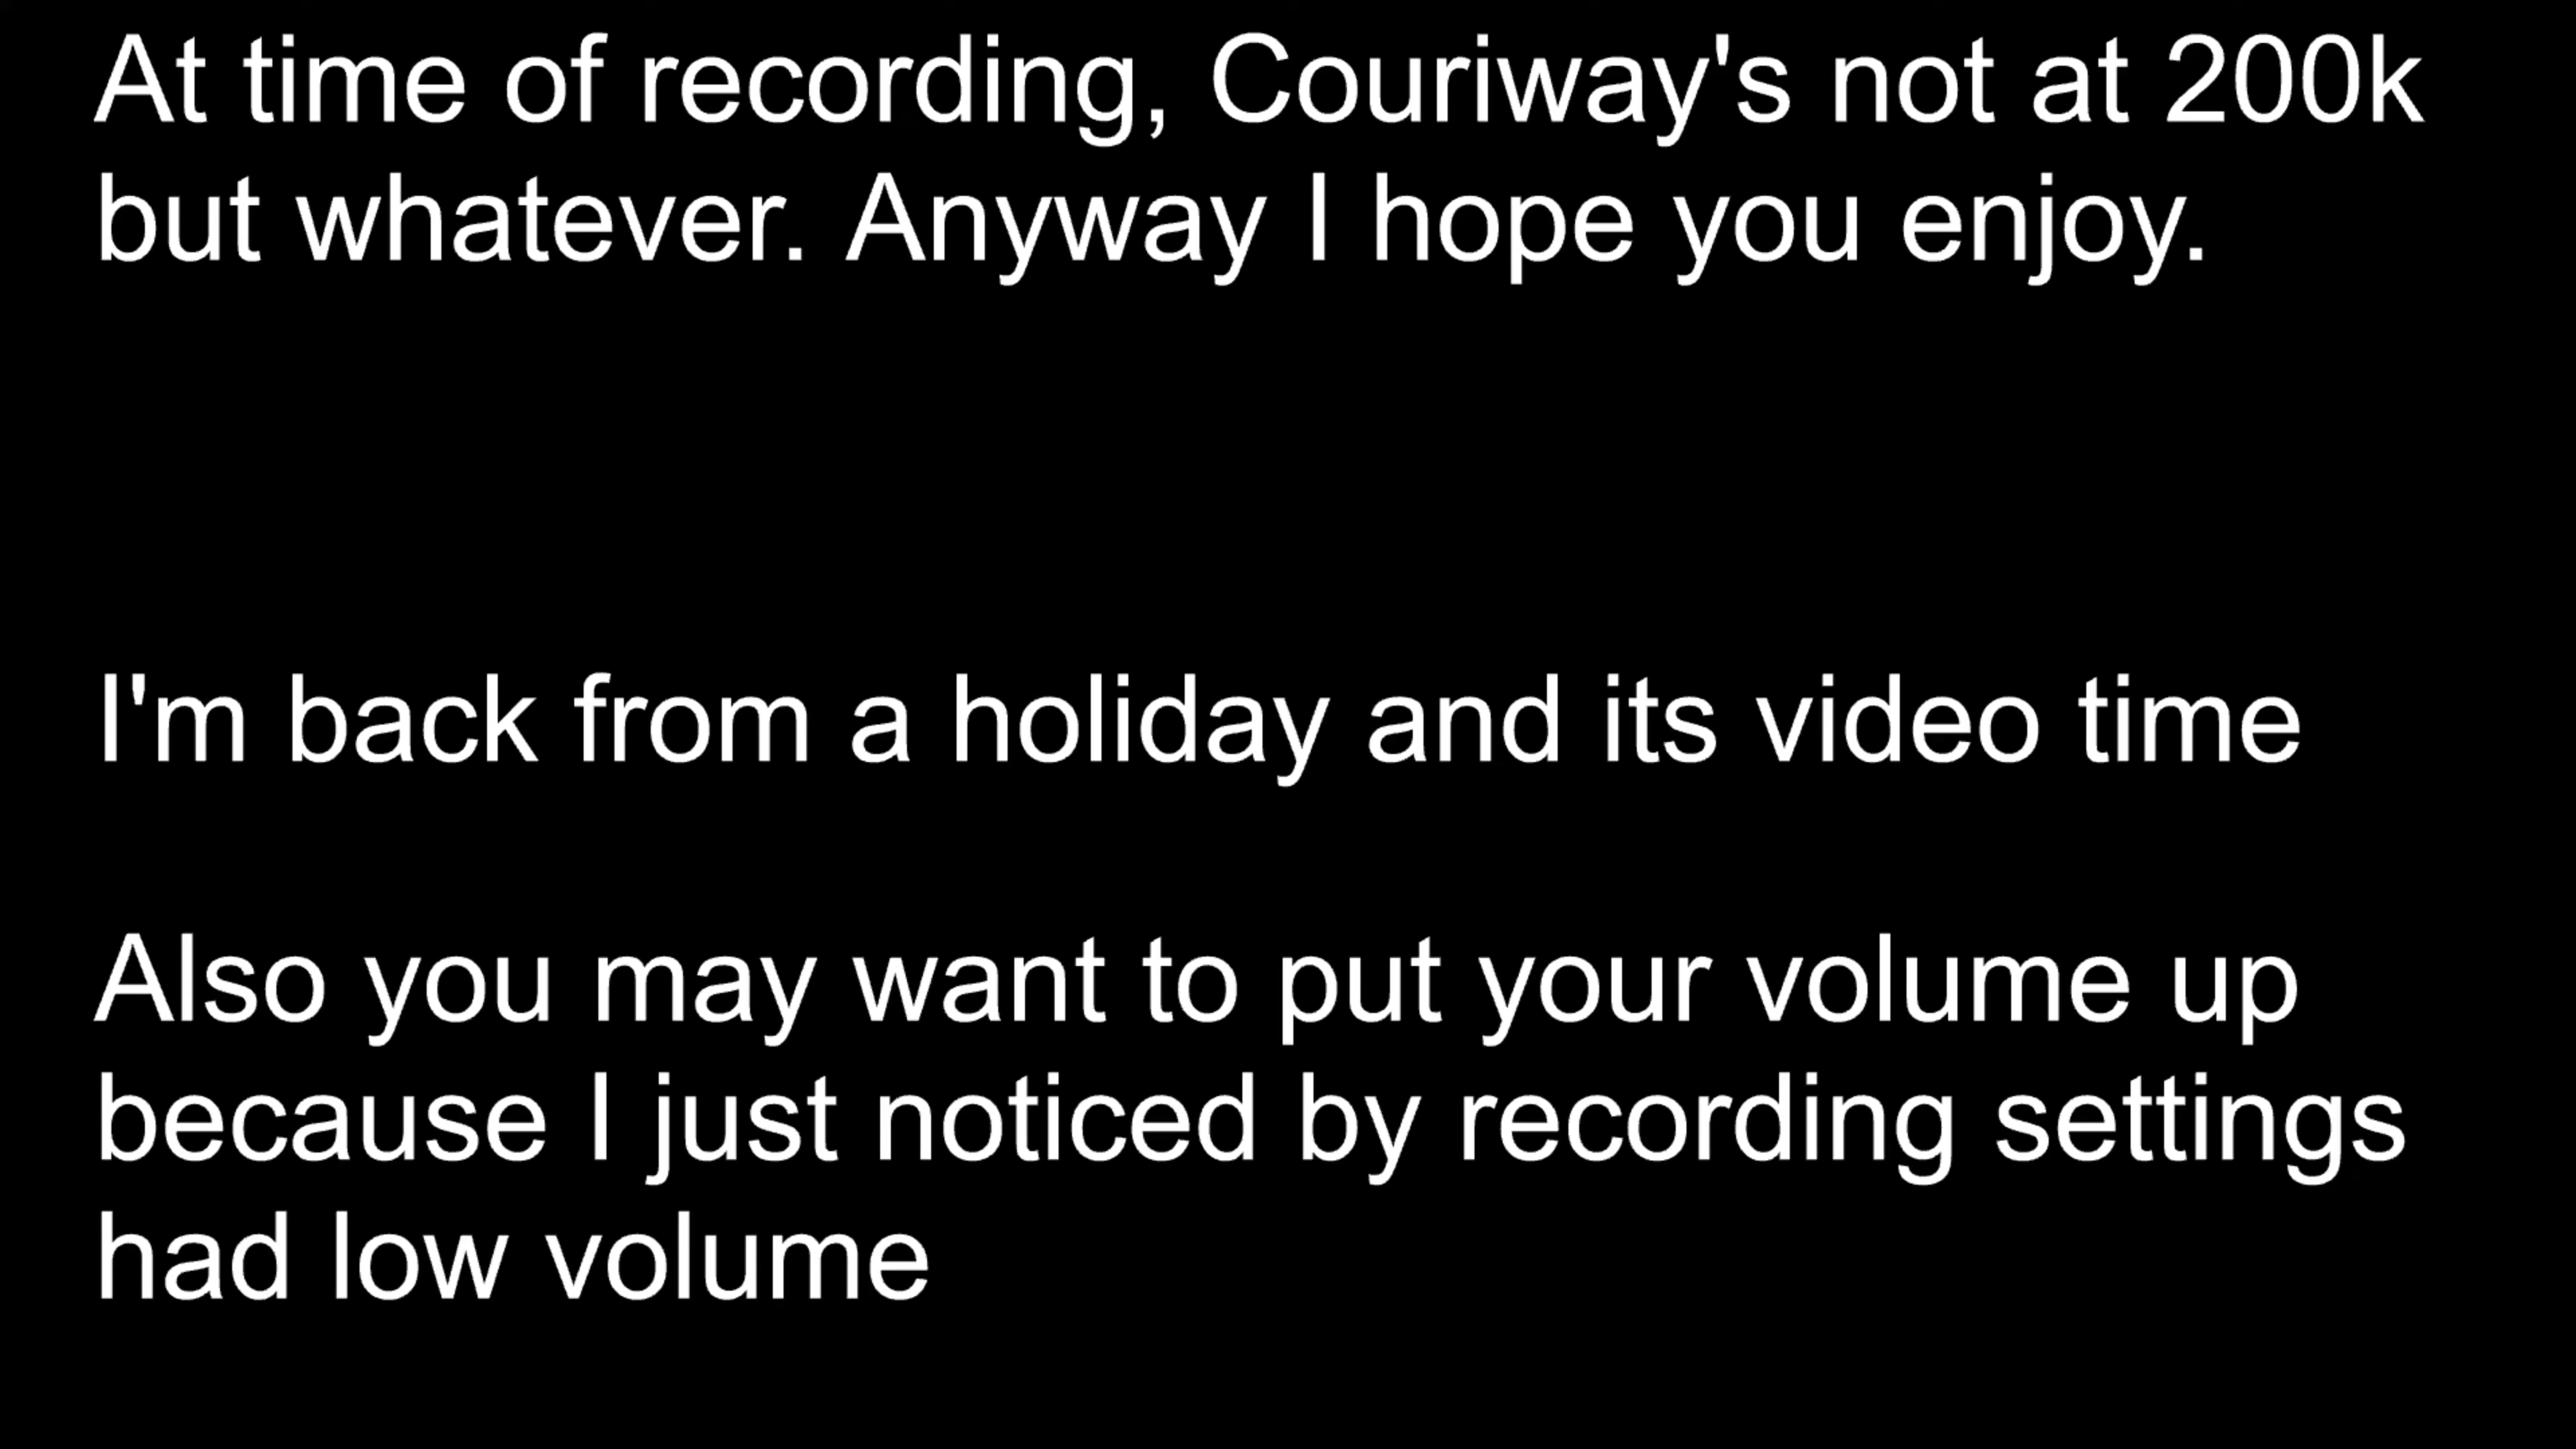 At time of recording, Couriway's not at 200k
but whatever. Anyway I hope you enjoy.
I'm back from a holiday and its video time
Also you may want to put your volume up
because I just noticed by recording settings
had low volume